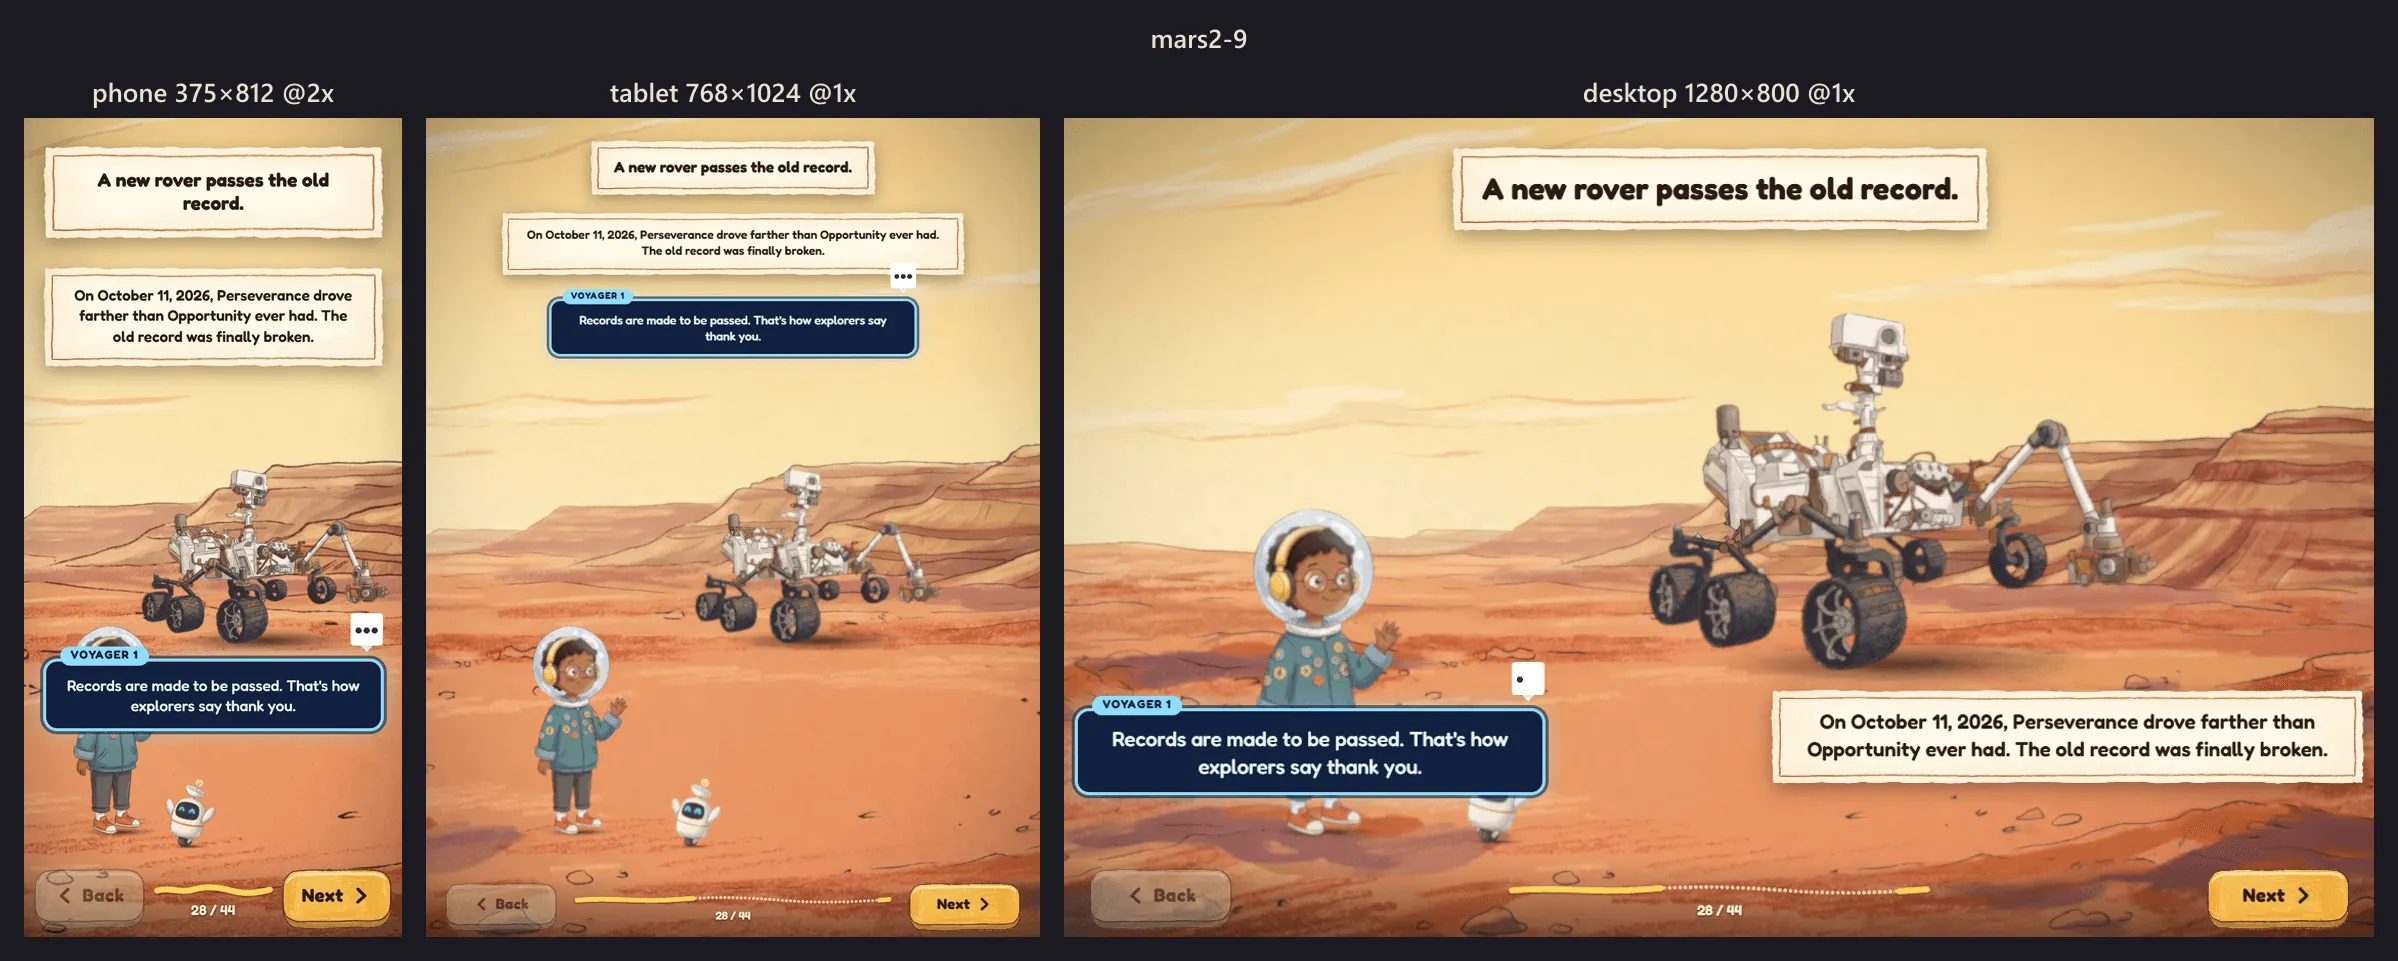 mars2-9
phone 375×812 @2x
A new rover passes the old
record.
On October 11, 2026, Perseverance drove
farther than Opportunity ever had. The
old record was finally broken.
VOYAGER 1
Records are made to be passed. That's how
explorers say thank you.
Back
28 / 44
Next
tablet 768×1024 @1x
A new rover passes the old record.
On October 11, 2026, Perseverance drove farther than Opportunity ever had.
The old record was finally broken.
VOYAGER 1
Records are made to be passed. That's how explorers say
thank you.
Back
28 / 44
Next
desktop 1280×800 @1x
A new rover passes the old record.
VOYAGER 1
Records are made to be passed. That's how
explorers say thank you.
On October 11, 2026, Perseverance drove farther than
Opportunity ever had. The old record was finally broken.
Back
28 / 44
Next